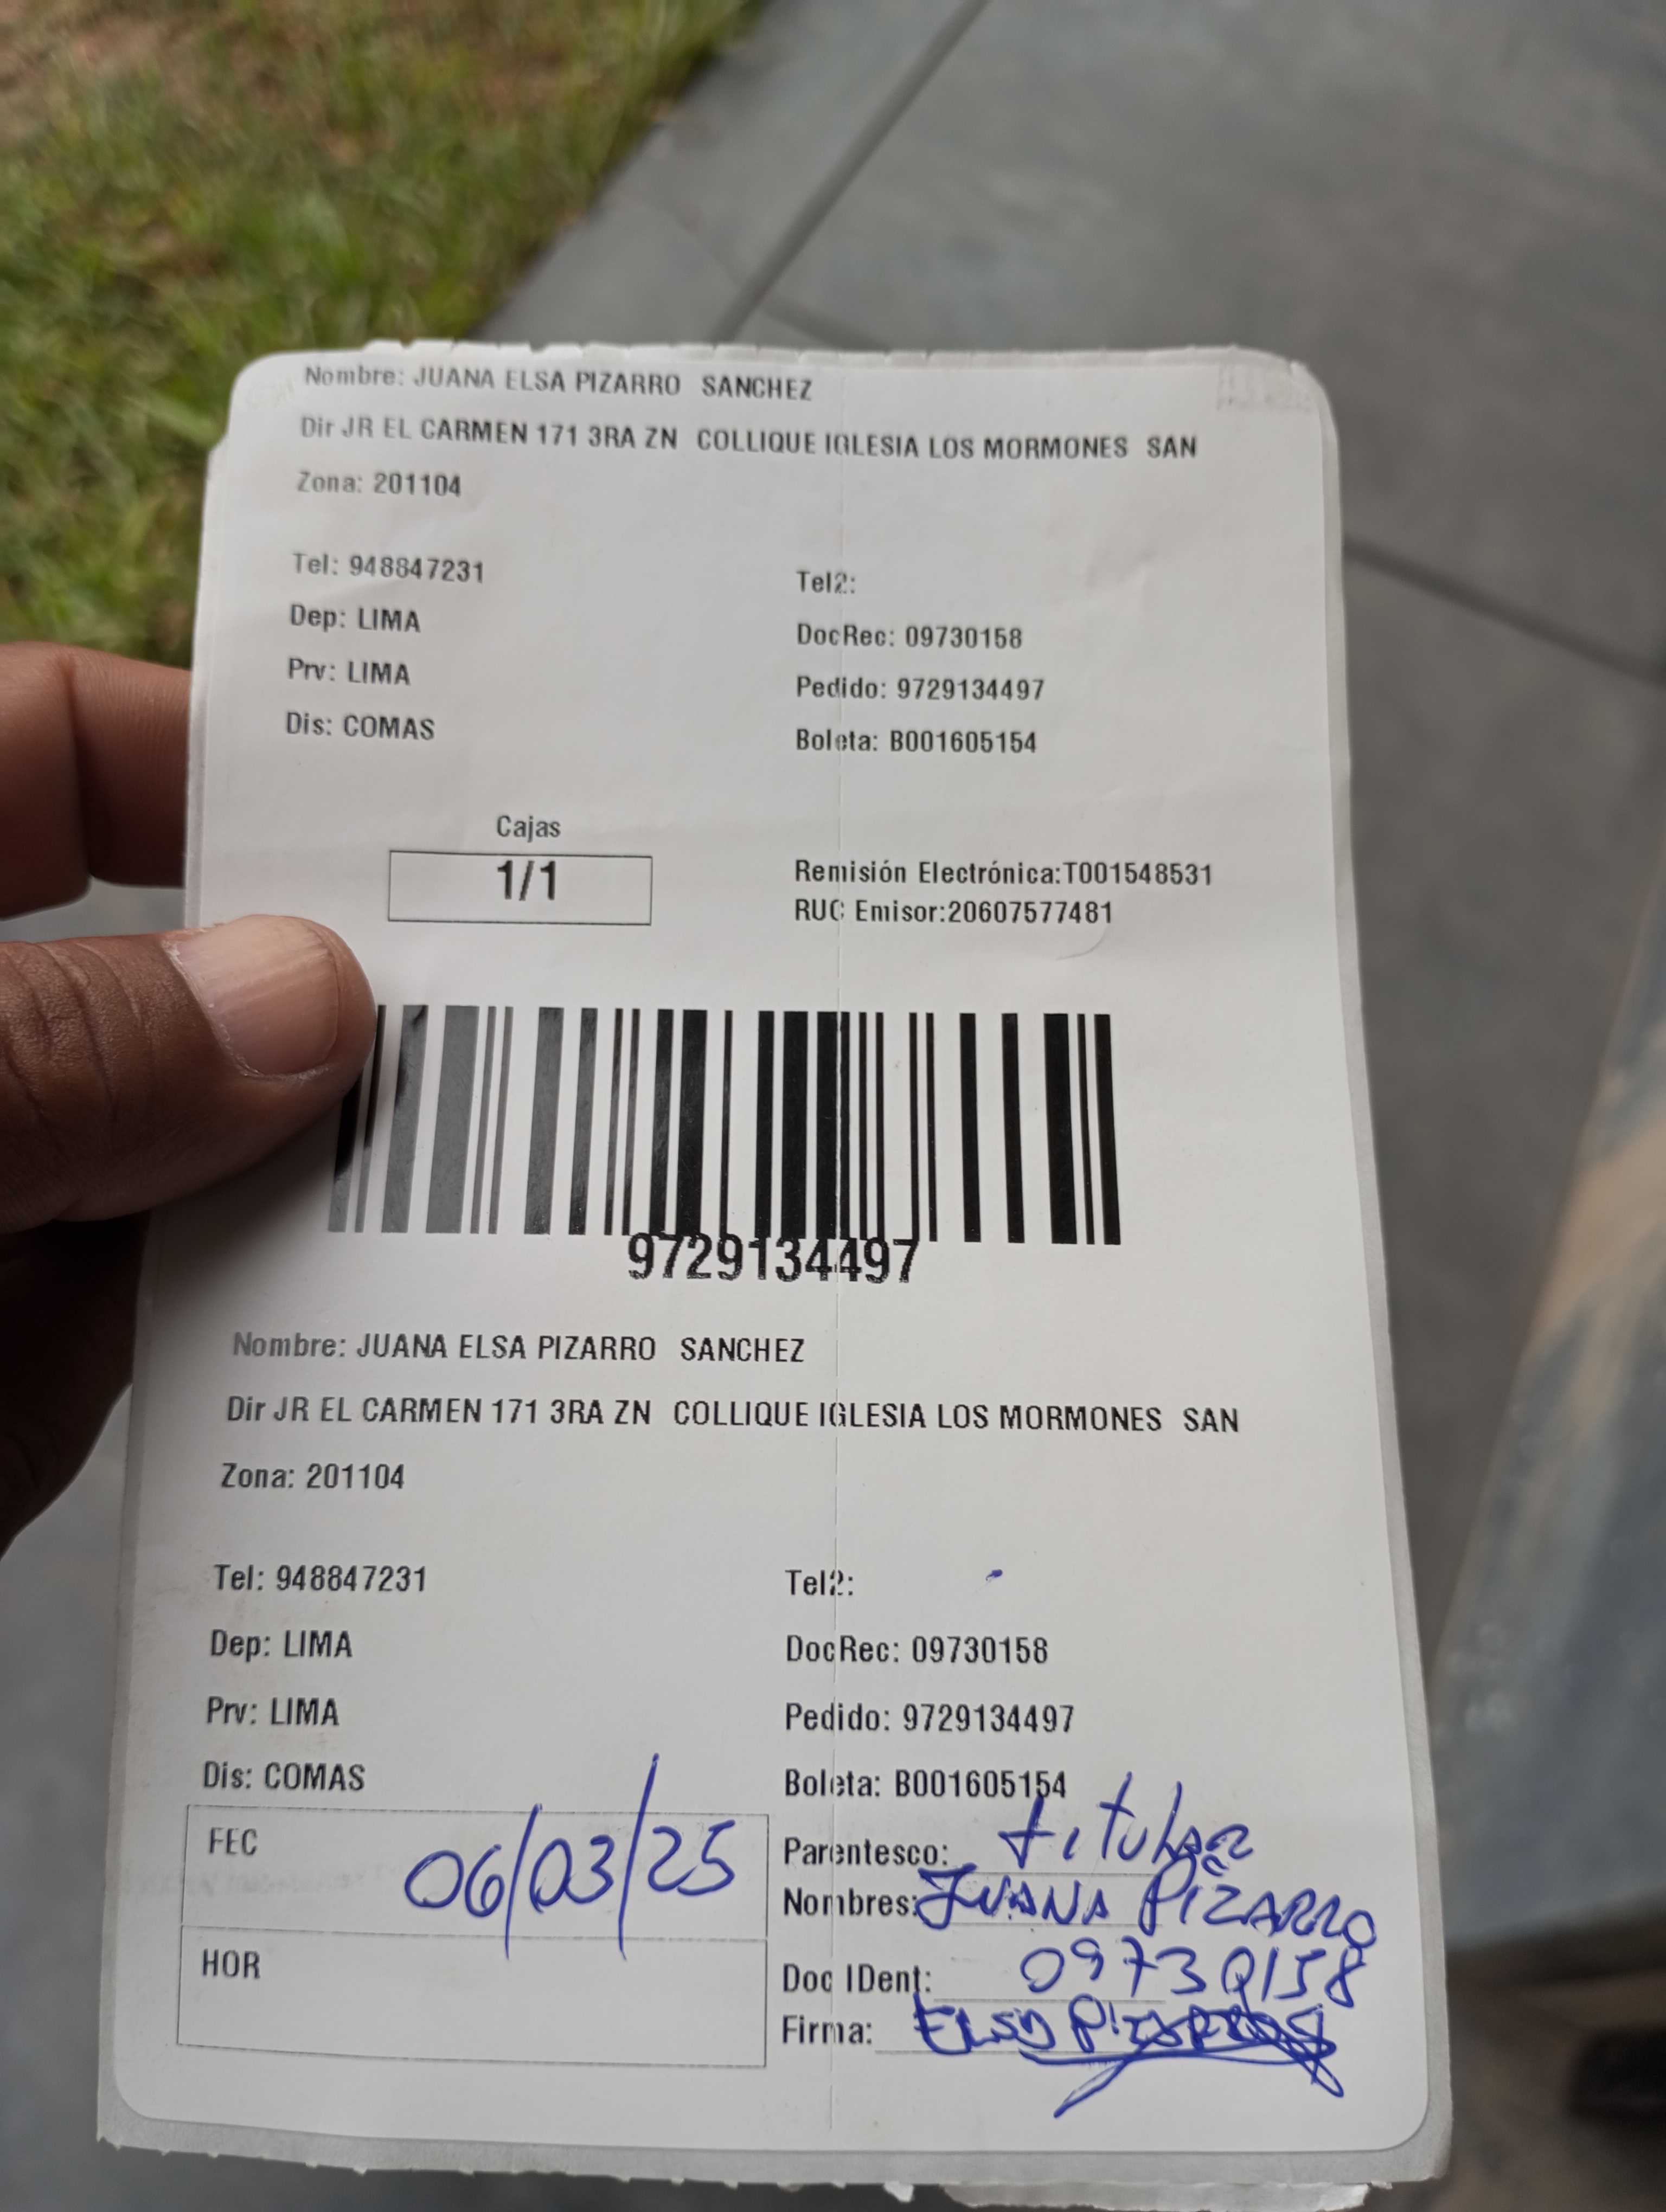 Nombre: JUANA ELSA PIZARRO SANCHEZ
Dir JR EL CARMEN 171 3RA ZN COLLIQUE IGLESIA LOS MORMONES SAN
Zona: 201104
Tel: 948847231
Tel2:
Dep: LIMA
DocRec: 09730158
Prv: LIMA
Pedido: 9729134497
Dis: COMAS
Boleta: B001605154
Cajas
1/1
Remisión Electrónica:T001548531
RUC Emisor:20607577481
9729134497
Nombre: JUANA ELSA PIZARRO SANCHEZ
Dir JR EL CARMEN 171 3RA ZN COLLIQUE IGLESIA LOS MORMONES SAN
Zona: 201104
Tel: 948847231
Tel2:
Dep: LIMA
DocRec: 09730158
Prv: LIMA
Pedido: 9729134497
Dis: COMAS
Boleta: B001605154
FEC 06/03/25
Parentesco: titular
Nombres: JUANA PIZARRO
HOR
Doc IDent: 09730158
Firma: ELSA PIZARRO